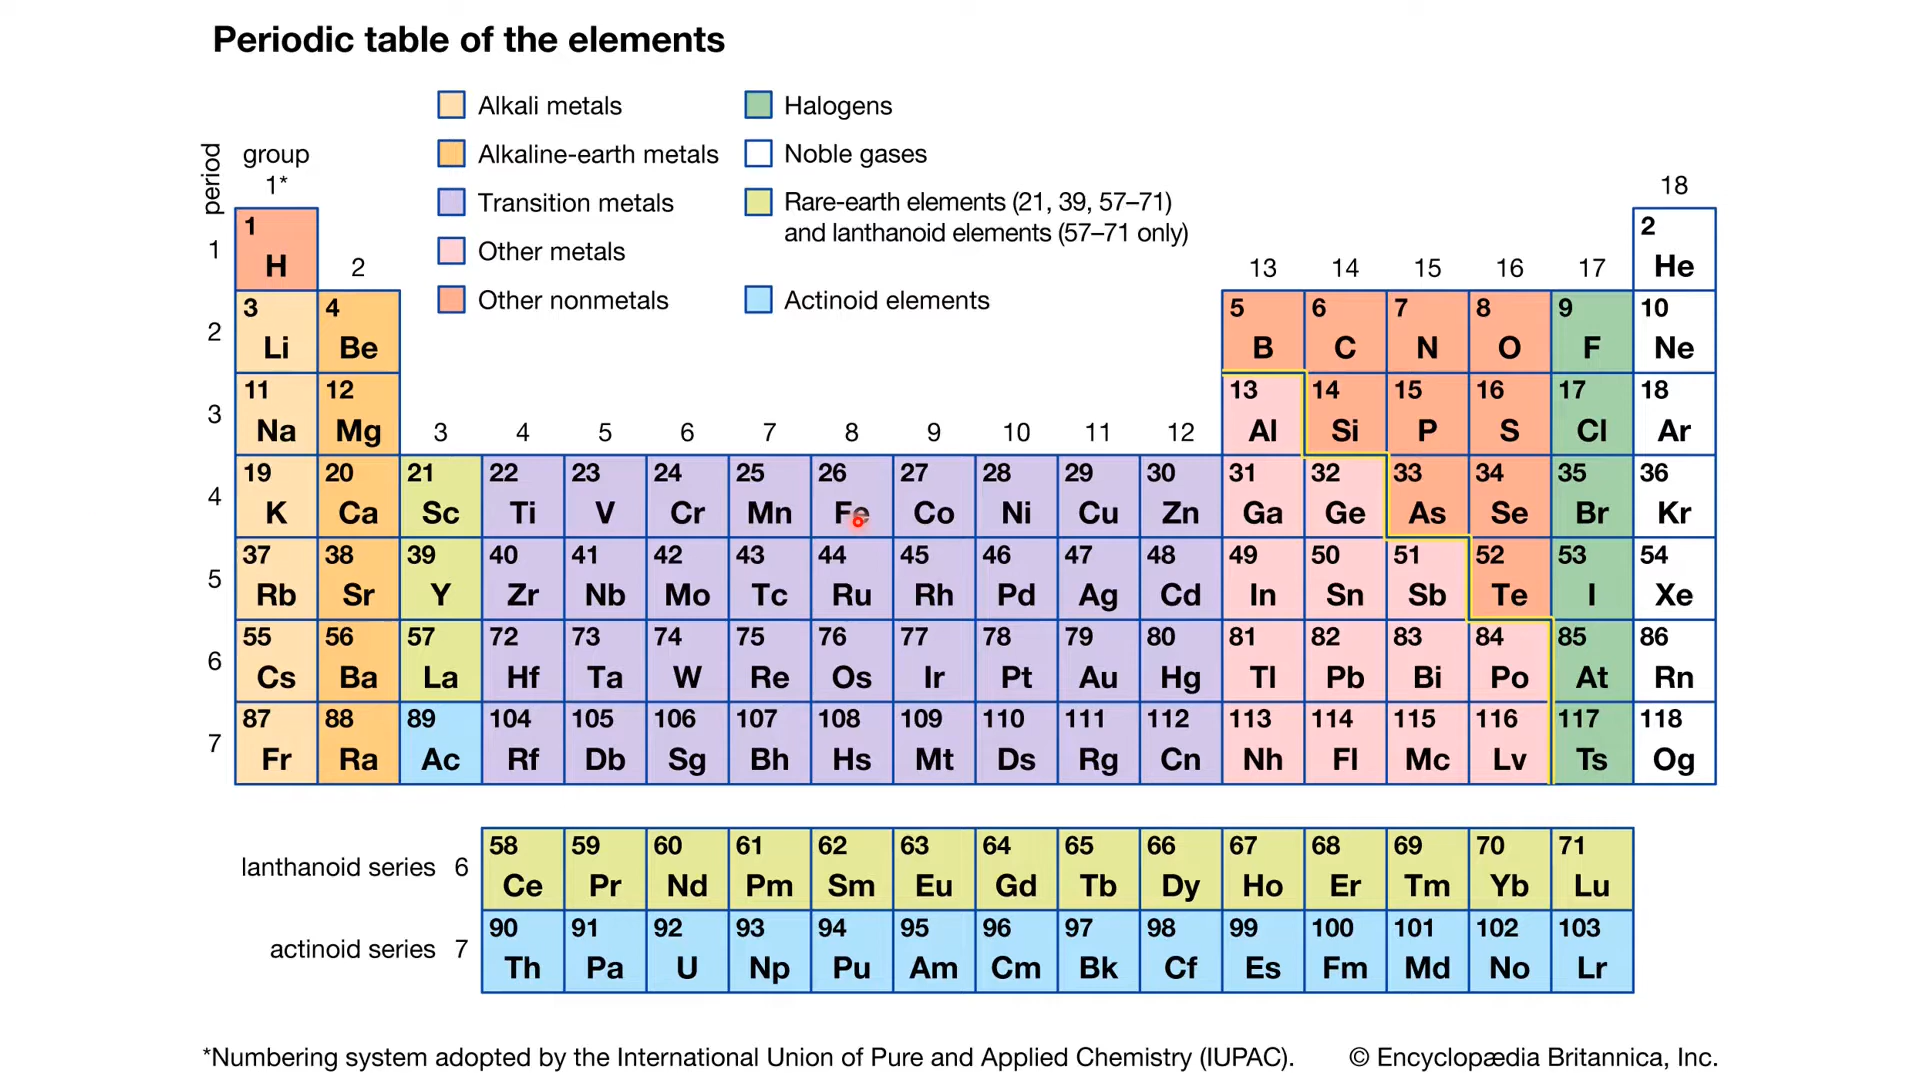 Periodic table of the elements
Alkali metals
Alkaline-earth metals
Transition metals
Other metals
Other nonmetals
Halogens
Noble gases
Rare-earth elements (21, 39, 57–71)
and lanthanoid elements (57–71 only)
Actinoid elements
period
group
1* 2 3 4 5 6 7 8 9 10 11 12 13 14 15 16 17 18
1
1 2
H He
2
3 4 5 6 7 8 9 10
Li Be B C N O F Ne
3
11 12 13 14 15 16 17 18
Na Mg Al Si P S Cl Ar
4
19 20 21 22 23 24 25 26 27 28 29 30 31 32 33 34 35 36
K Ca Sc Ti V Cr Mn Fe Co Ni Cu Zn Ga Ge As Se Br Kr
5
37 38 39 40 41 42 43 44 45 46 47 48 49 50 51 52 53 54
Rb Sr Y Zr Nb Mo Tc Ru Rh Pd Ag Cd In Sn Sb Te I Xe
6
55 56 57 72 73 74 75 76 77 78 79 80 81 82 83 84 85 86
Cs Ba La Hf Ta W Re Os Ir Pt Au Hg Tl Pb Bi Po At Rn
7
87 88 89 104 105 106 107 108 109 110 111 112 113 114 115 116 117 118
Fr Ra Ac Rf Db Sg Bh Hs Mt Ds Rg Cn Nh Fl Mc Lv Ts Og
lanthanoid series 6
58 59 60 61 62 63 64 65 66 67 68 69 70 71
Ce Pr Nd Pm Sm Eu Gd Tb Dy Ho Er Tm Yb Lu
actinoid series 7
90 91 92 93 94 95 96 97 98 99 100 101 102 103
Th Pa U Np Pu Am Cm Bk Cf Es Fm Md No Lr
*Numbering system adopted by the International Union of Pure and Applied Chemistry (IUPAC).
© Encyclopædia Britannica, Inc.